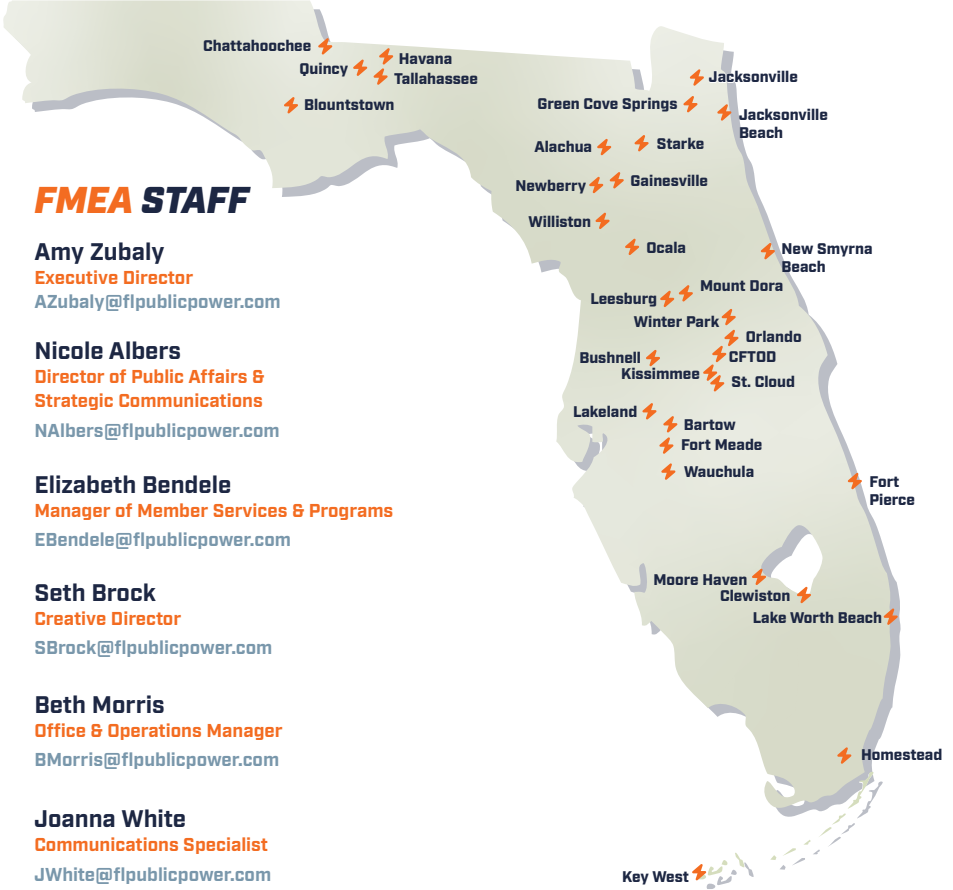 Chattahoochee
Havana
Quincy
Tallahassee
Blountstown
Jacksonville
Green Cove Springs
Jacksonville
Beach
Alachua
Starke
Newberry
Gainesville
Williston
Ocala
New Smyrna
Beach
Mount Dora
Leesburg
Winter Park
Orlando
CFTOD
Bushnell
Kissimmee
St. Cloud
Lakeland
Bartow
Fort Meade
Wauchula
Fort
Pierce
Moore Haven
Clewiston
Lake Worth Beach
Homestead
Key West
FMEA STAFF
Amy Zubaly
Executive Director
AZubaly@flpublicpower.com
Nicole Albers
Director of Public Affairs &
Strategic Communications
NAlbers@flpublicpower.com
Elizabeth Bendele
Manager of Member Services & Programs
EBendele@flpublicpower.com
Seth Brock
Creative Director
SBrock@flpublicpower.com
Beth Morris
Office & Operations Manager
BMorris@flpublicpower.com
Joanna White
Communications Specialist
JWhite@flpublicpower.com